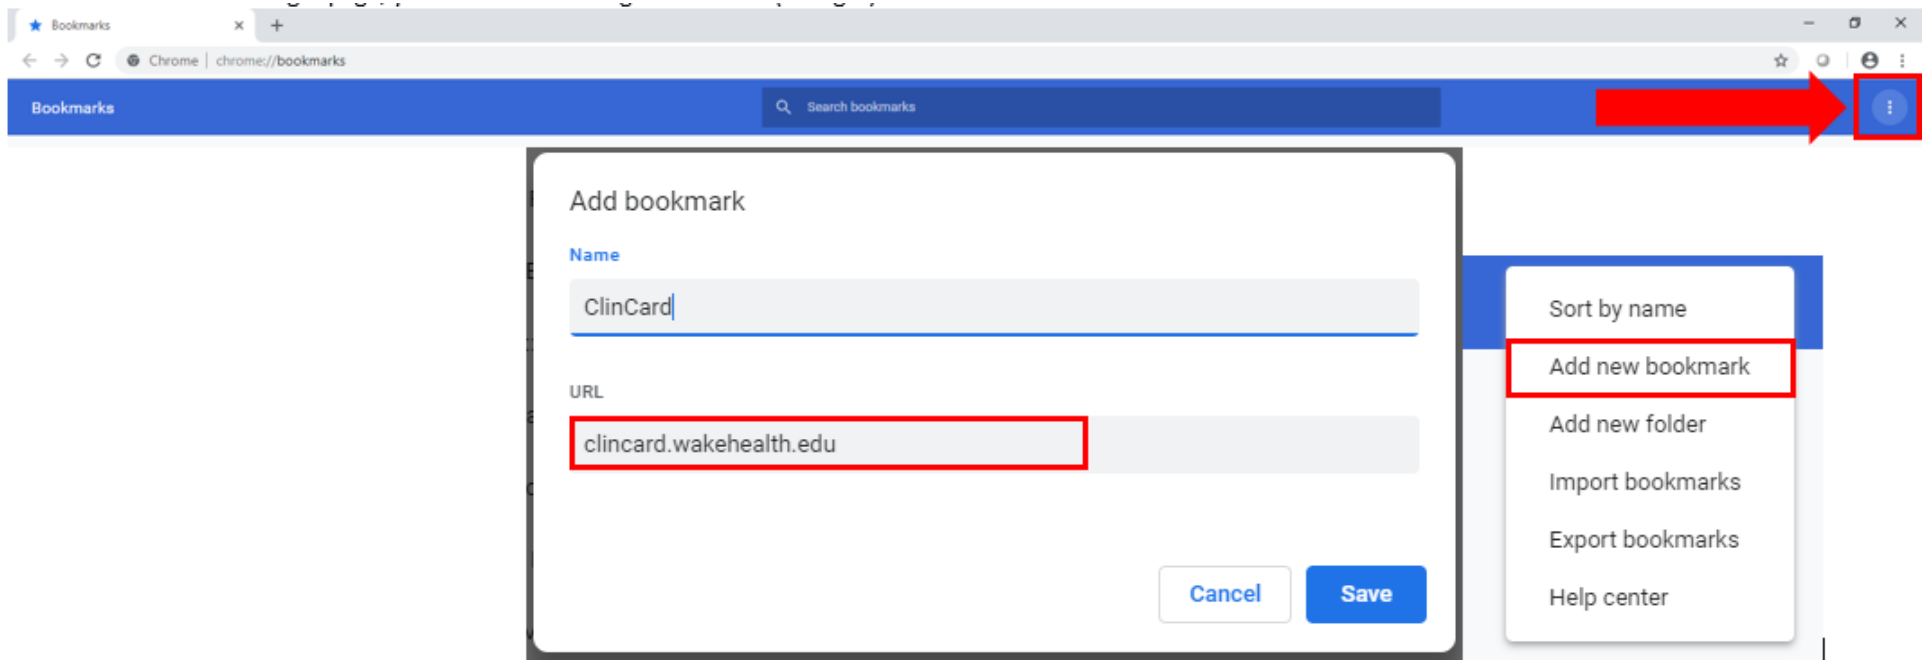 Bookmarks
Chrome | chrome://bookmarks
Bookmarks
Search bookmarks
Add bookmark
Name
ClinCard
URL
clincard.wakehealth.edu
Cancel
Save
Sort by name
Add new bookmark
Add new folder
Import bookmarks
Export bookmarks
Help center